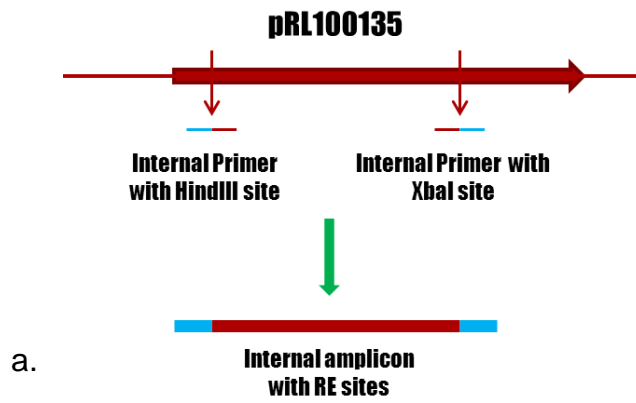 pRL100135
Internal Primer
with HindIII site
Internal Primer with
XbaI site
a.
Internal amplicon
with RE sites